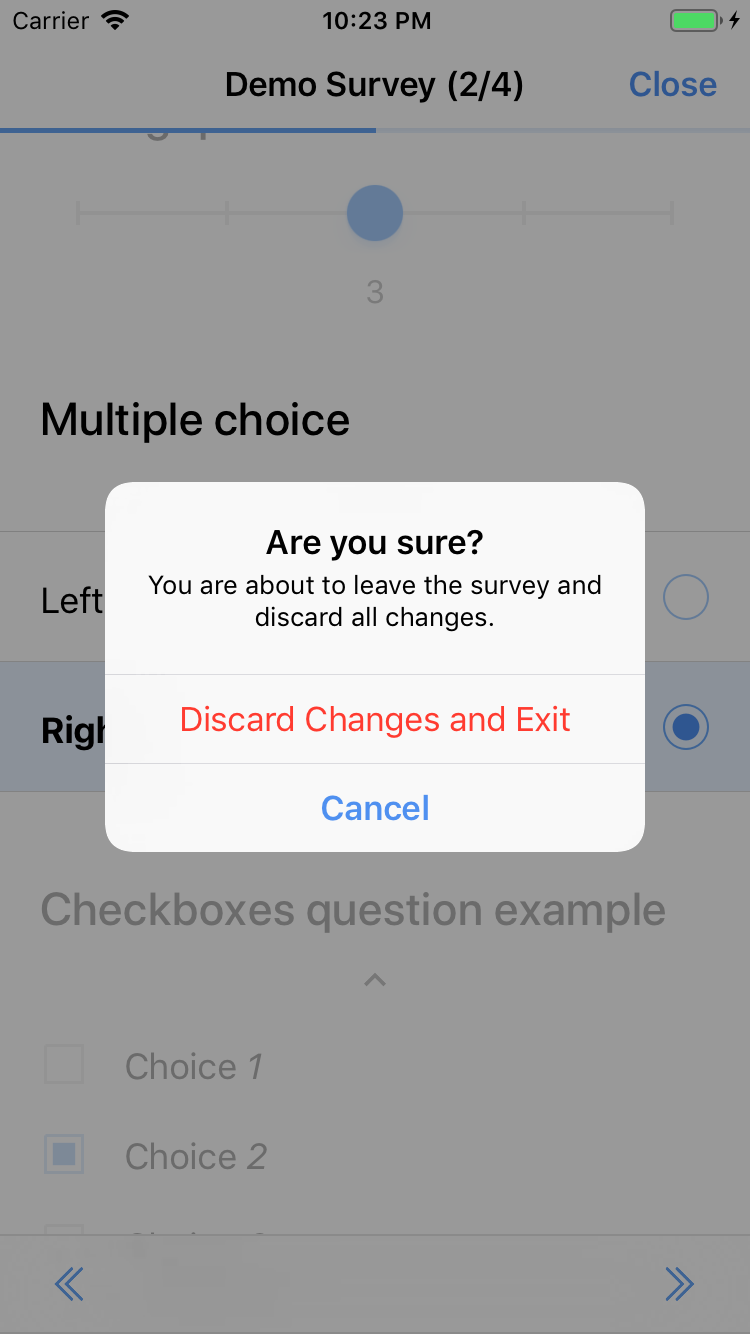 Carrier 10:23 PM
Demo Survey (2/4) Close
3
Multiple choice
Are you sure?
You are about to leave the survey and
discard all changes.
Left
Discard Changes and Exit
Cancel
Checkboxes question example
Choice 1
Choice 2